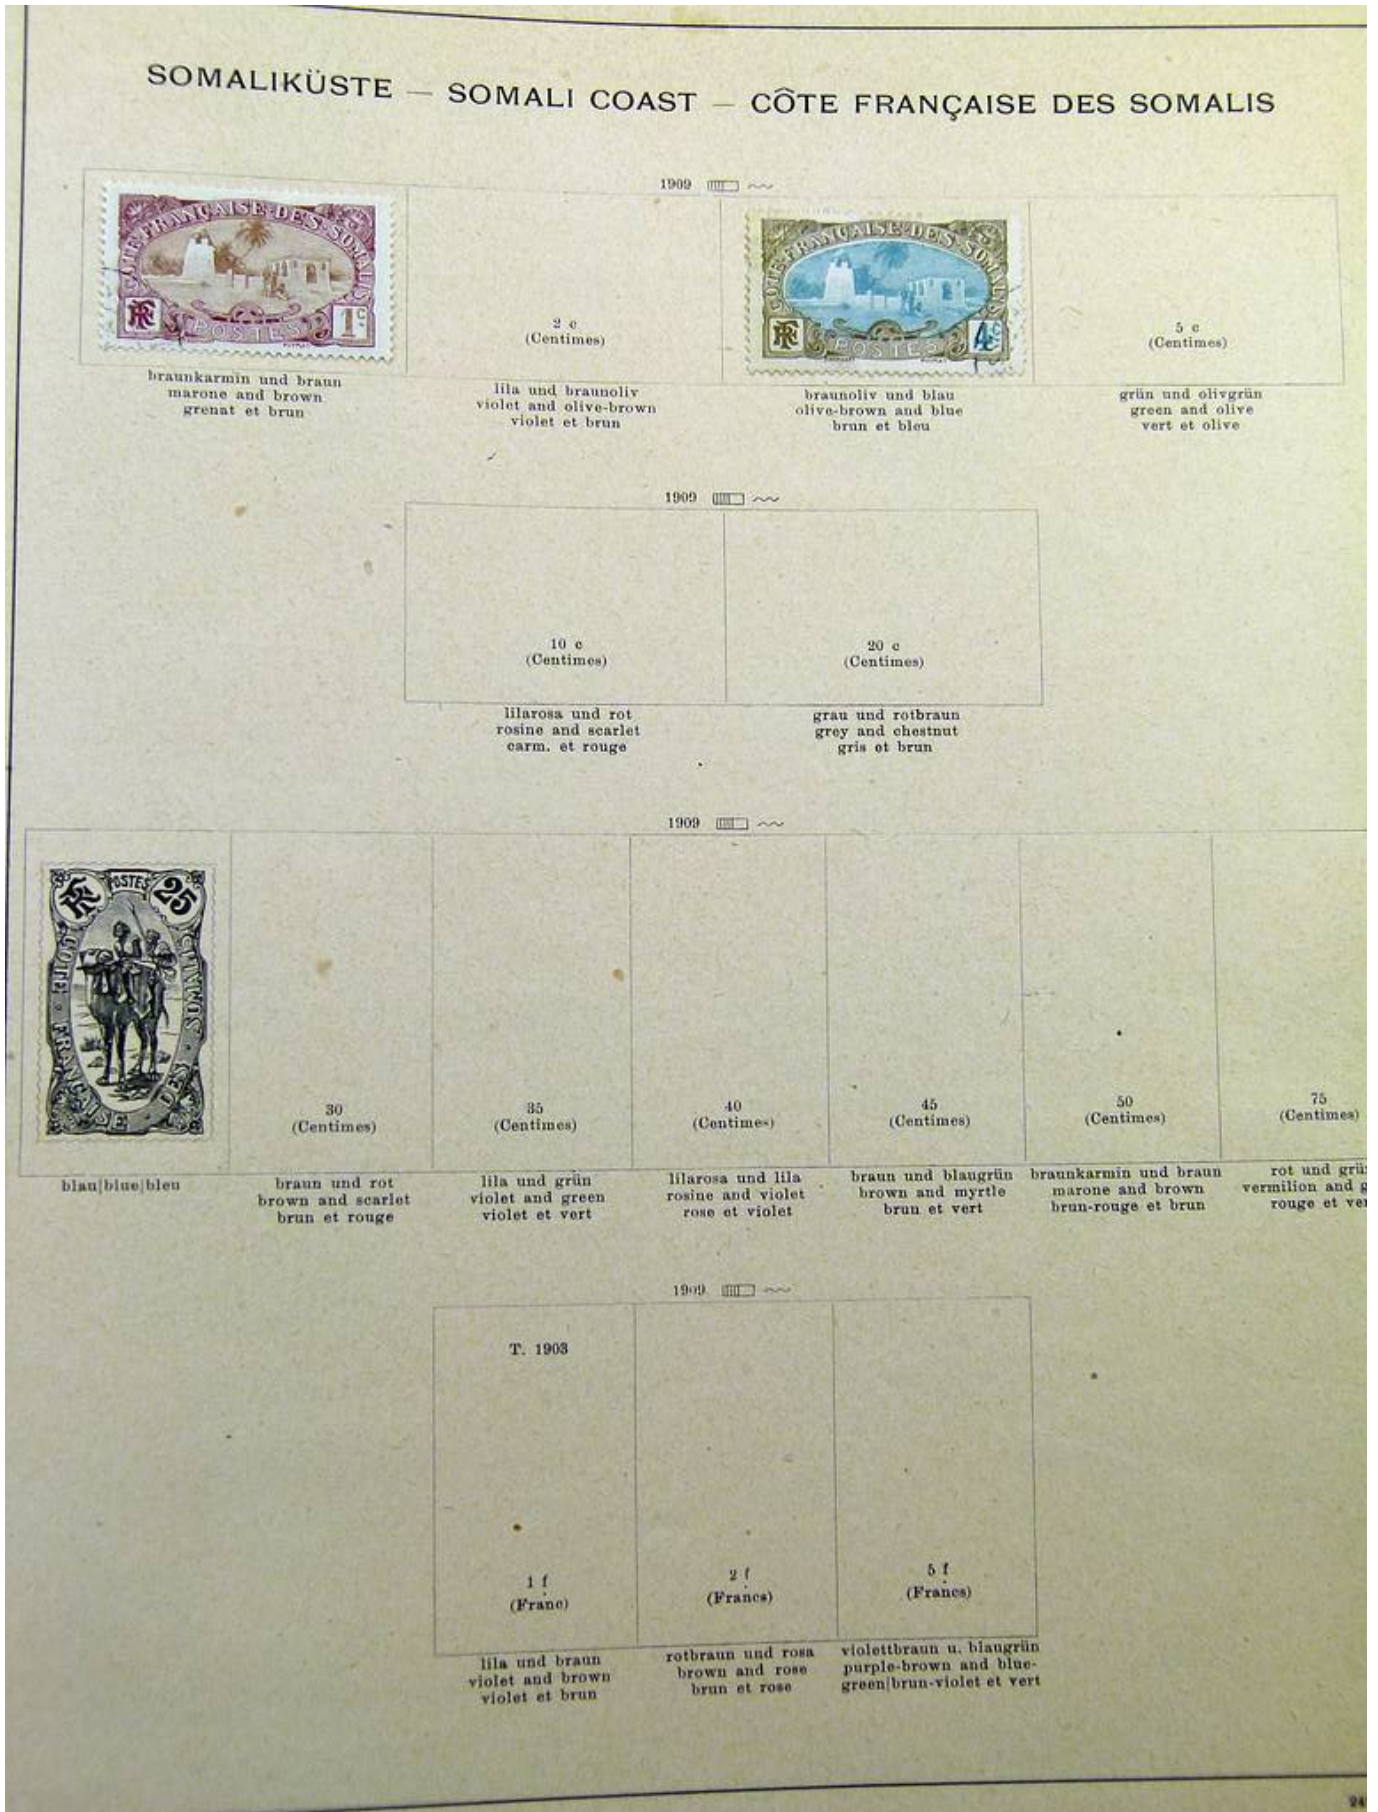 SOMALIKÜSTE — SOMALI COAST — CÔTE FRANÇAISE DES SOMALIS
1909
CÔTE·FRANÇAISE·DES·SOMALIS
RF
POSTES
1c.
2 c
(Centimes)
CÔTE·FRANÇAISE·DES·SOMALIS
RF
POSTES
4c.
5 c
(Centimes)
braunkarmin und braun
marone and brown
grenat et brun
lila und braunoliv
violet and olive-brown
violet et brun
braunoliv und blau
olive-brown and blue
brun et bleu
grün und olivgrün
green and olive
vert et olive
1909
10 c
(Centimes)
20 c
(Centimes)
lilarosa und rot
rosine and scarlet
carm. et rouge
grau und rotbraun
grey and chestnut
gris et brun
1909
RF
POSTES
25
COTE · FRANÇAISE · DES · SOMALIS
30
(Centimes)
35
(Centimes)
40
(Centimes)
45
(Centimes)
50
(Centimes)
75
(Centimes)
blau|blue|bleu
braun und rot
brown and scarlet
brun et rouge
lila und grün
violet and green
violet et vert
lilarosa und lila
rosine and violet
rose et violet
braun und blaugrün
brown and myrtle
brun et vert
braunkarmin und braun
marone and brown
brun-rouge et brun
rot und
vermilion and
rouge et
1909
T. 1903
1 f
(Franc)
2 f
(Francs)
5 f
(Francs)
lila und braun
violet and brown
violet et brun
rotbraun und rosa
brown and rose
brun et rose
violettbraun u. blaugrün
purple-brown and blue-
green|brun-violet et vert